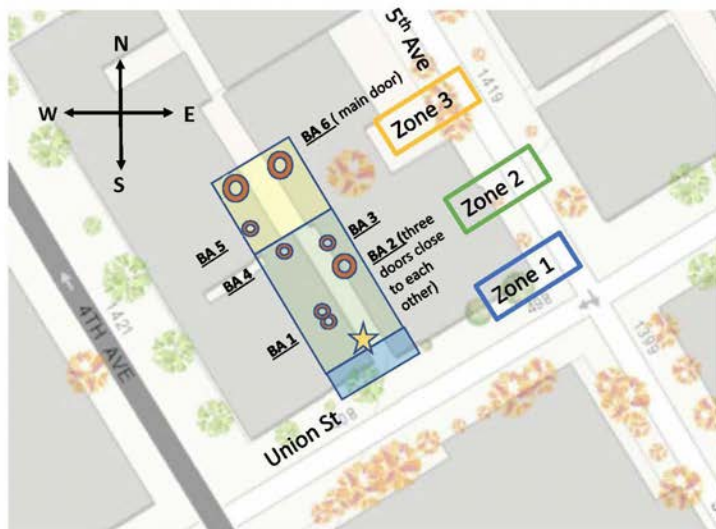 N
W E
S
5th Ave
1419
BA 6 ( main door)
Zone 3
Zone 2
Zone 1
BA 5
BA 4
BA 3
BA 2 (three
doors close
to each
other)
BA 1
4TH AVE
1421
498
1399
Union St